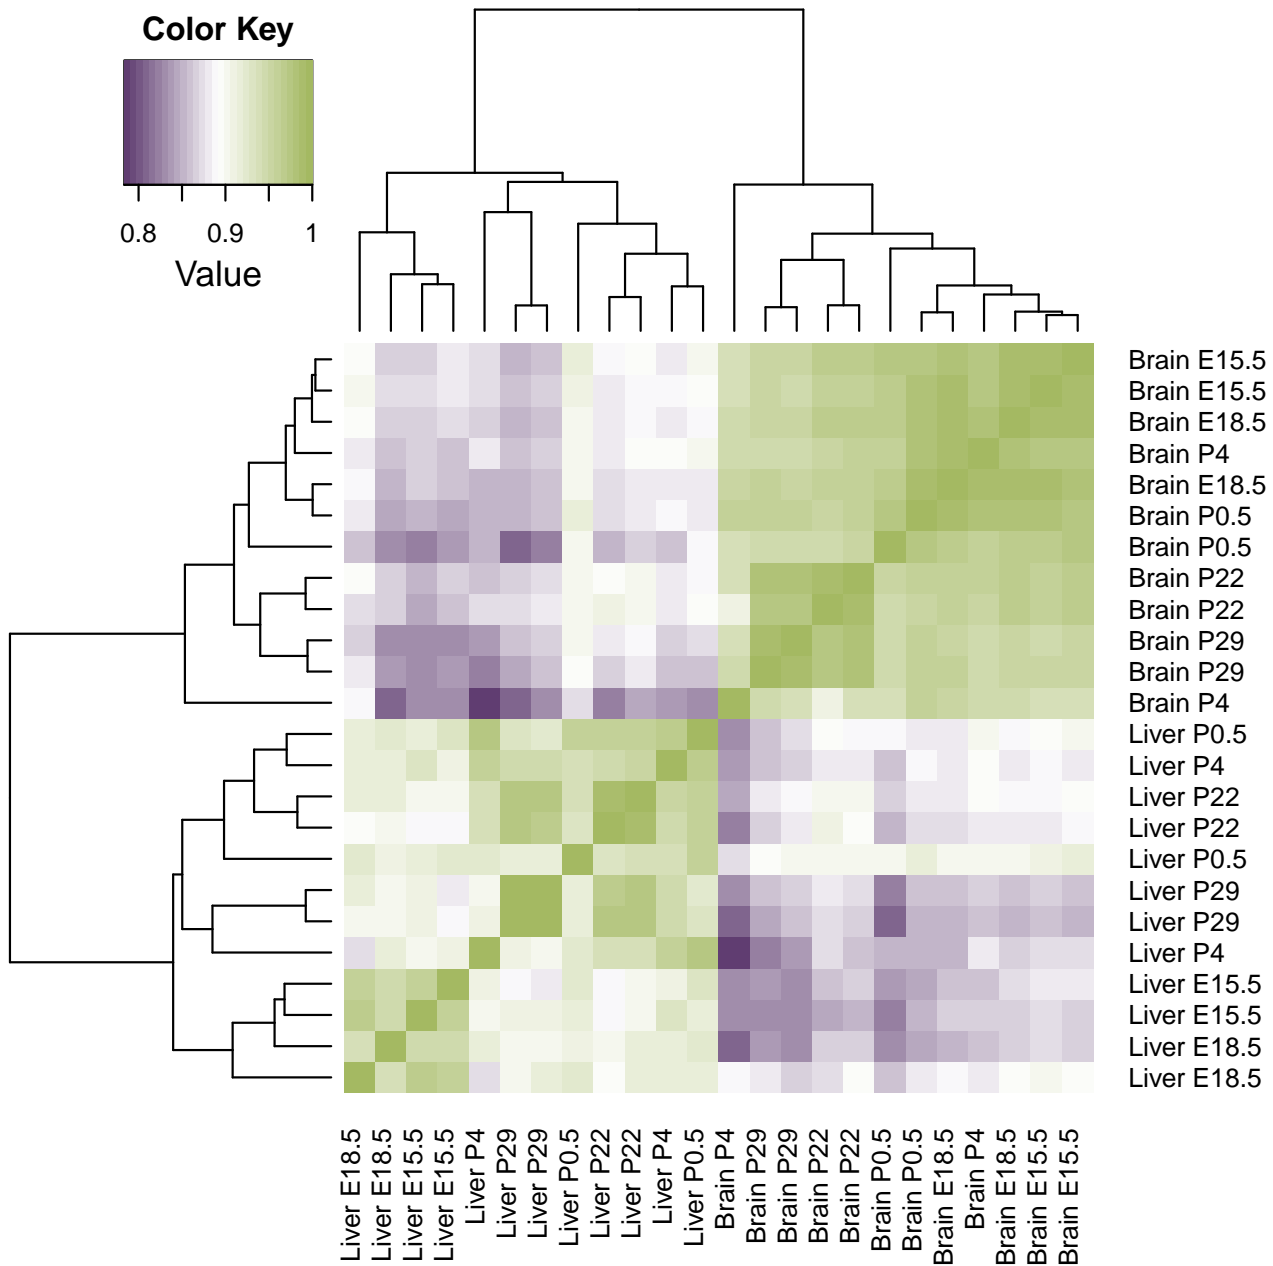 Color Key
0.8 0.9 1
Value
Brain E15.5
Brain E15.5
Brain E18.5
Brain P4
Brain E18.5
Brain P0.5
Brain P0.5
Brain P22
Brain P22
Brain P29
Brain P29
Brain P4
Liver P0.5
Liver P4
Liver P22
Liver P22
Liver P0.5
Liver P29
Liver P29
Liver P4
Liver E15.5
Liver E15.5
Liver E18.5
Liver E18.5
Liver E18.5
Liver E18.5
Liver E15.5
Liver E15.5
Liver P4
Liver P29
Liver P29
Liver P0.5
Liver P22
Liver P22
Liver P4
Liver P0.5
Brain P4
Brain P29
Brain P29
Brain P22
Brain P22
Brain P0.5
Brain P0.5
Brain E18.5
Brain P4
Brain E18.5
Brain E15.5
Brain E15.5